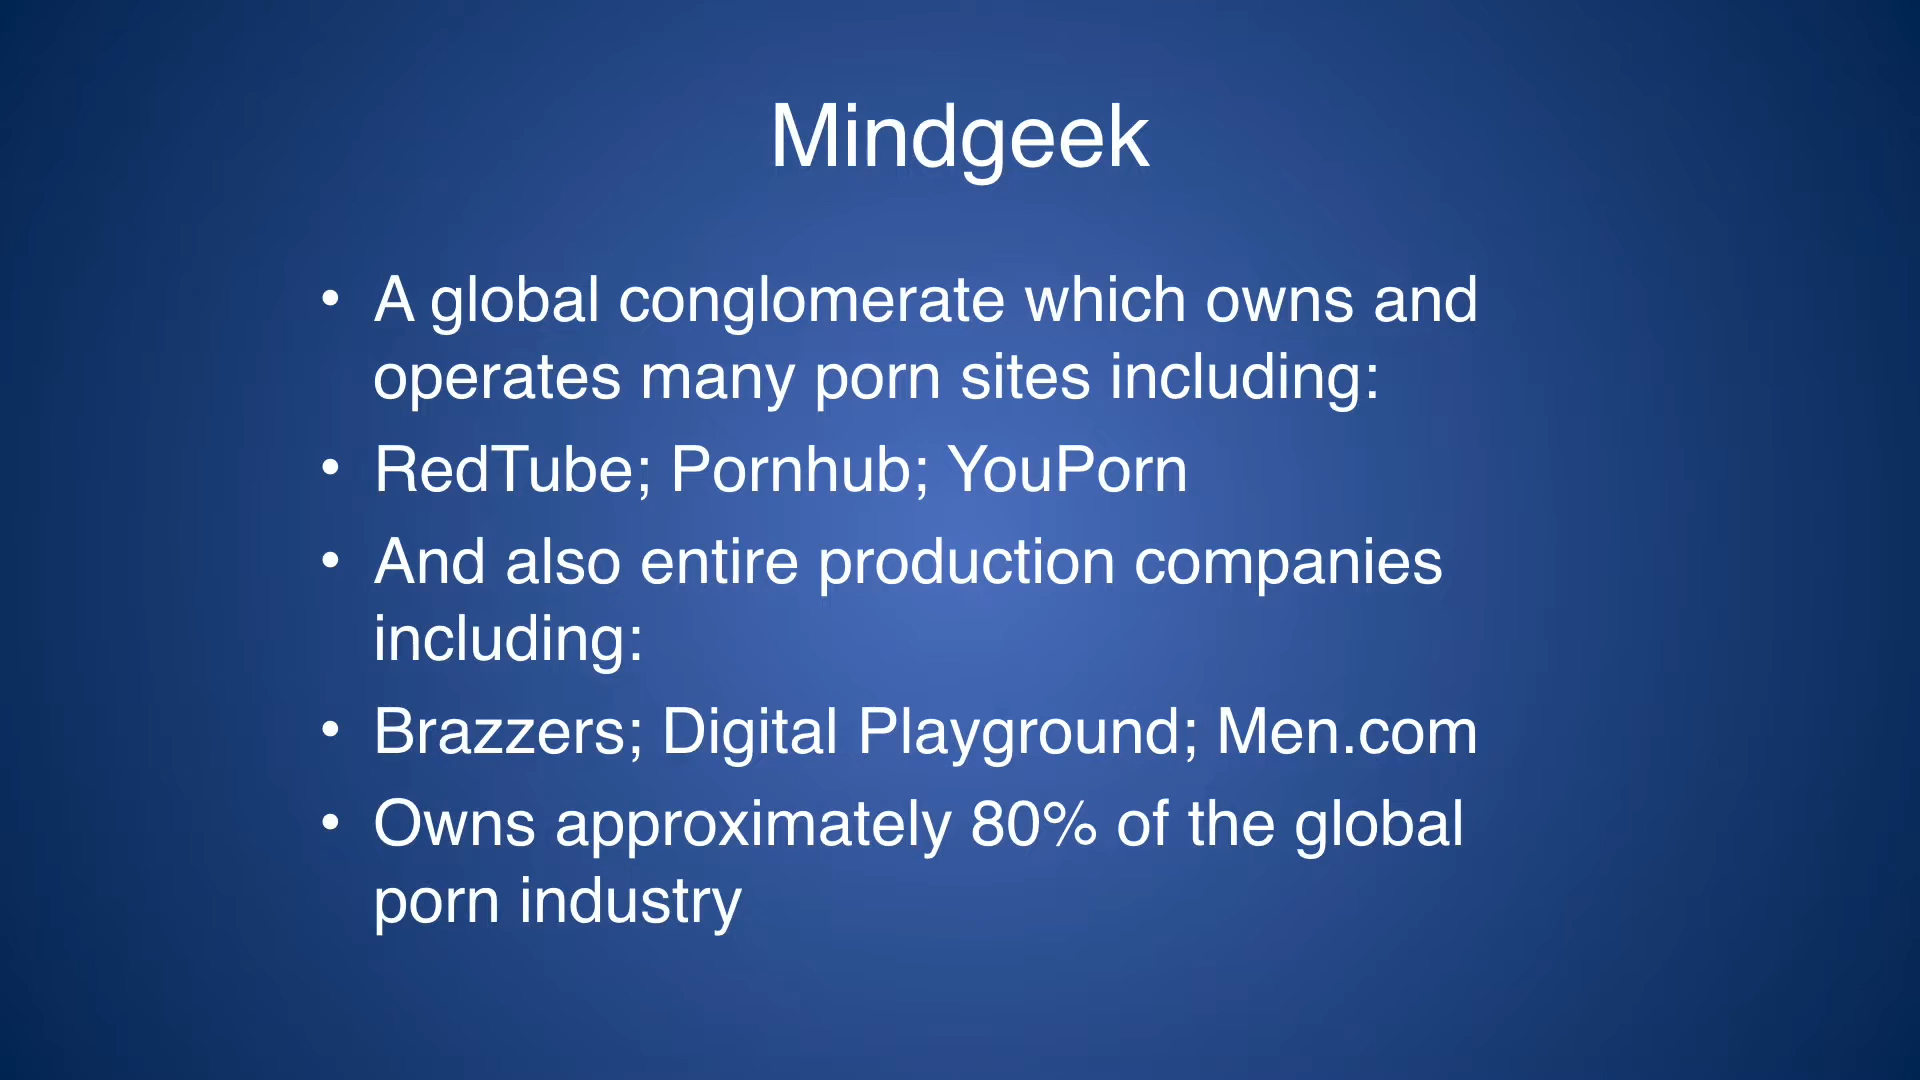 Mindgeek
• A global conglomerate which owns and
operates many porn sites including:
• RedTube; Pornhub; YouPorn
• And also entire production companies
including:
• Brazzers; Digital Playground; Men.com
• Owns approximately 80% of the global
porn industry